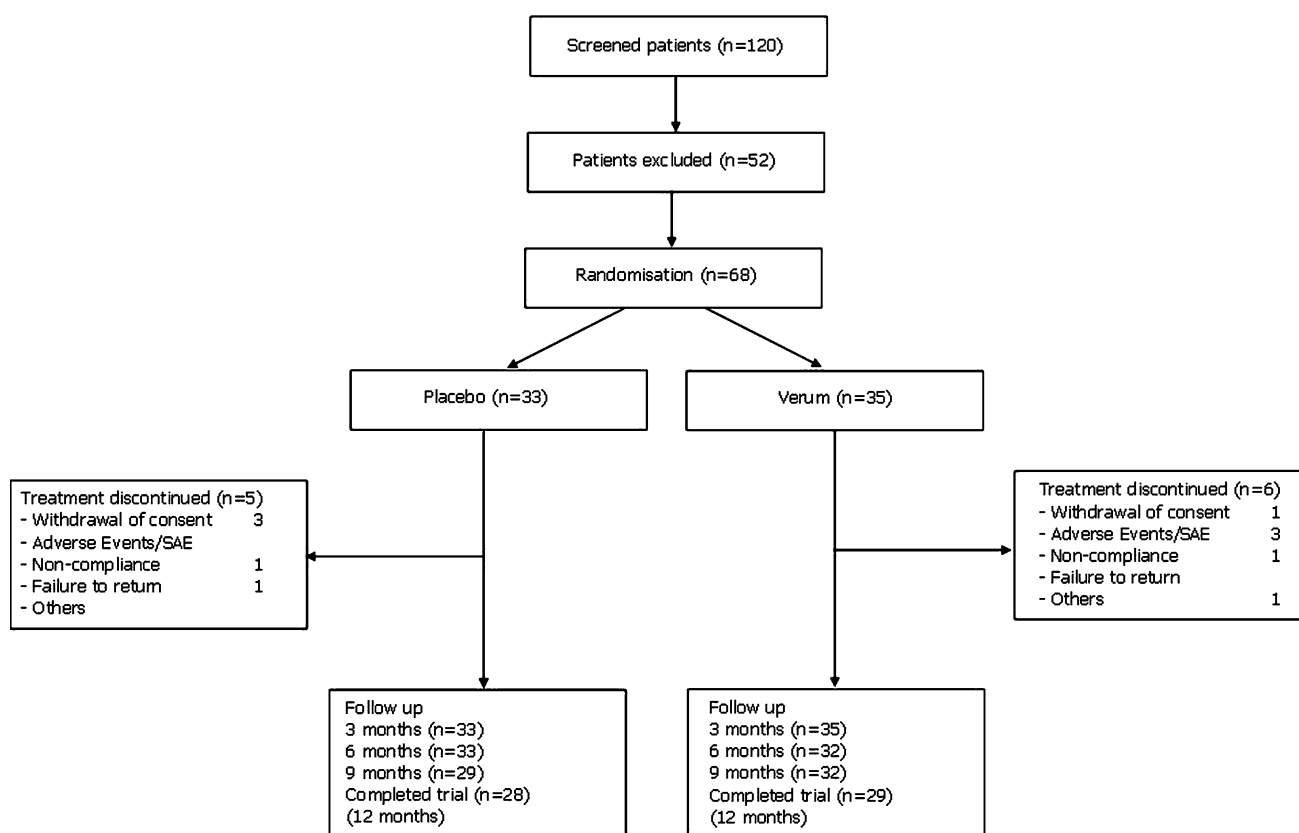 Screened patients (n=120)
Patients excluded (n=52)
Randomisation (n=68)
Placebo (n=33)
Verum (n=35)
Treatment discontinued (n=5)
- Withdrawal of consent 3
- Adverse Events/SAE
- Non-compliance 1
- Failure to return 1
- Others
Treatment discontinued (n=6)
- Withdrawal of consent 1
- Adverse Events/SAE 3
- Non-compliance 1
- Failure to return
- Others 1
Follow up
3 months (n=33)
6 months (n=33)
9 months (n=29)
Completed trial (n=28)
(12 months)
Follow up
3 months (n=35)
6 months (n=32)
9 months (n=32)
Completed trial (n=29)
(12 months)